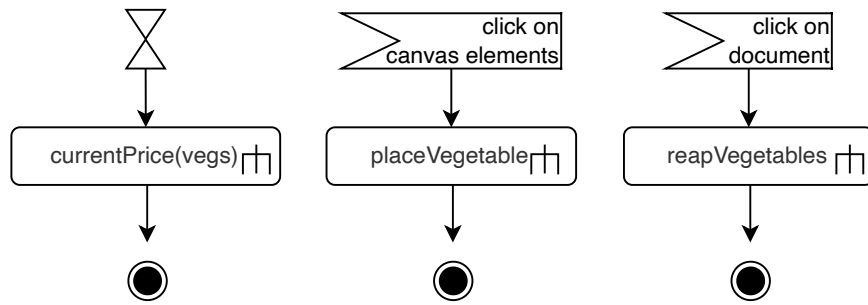 click on
canvas elements
click on
document
currentPrice(vegs)
placeVegetable
reapVegetables